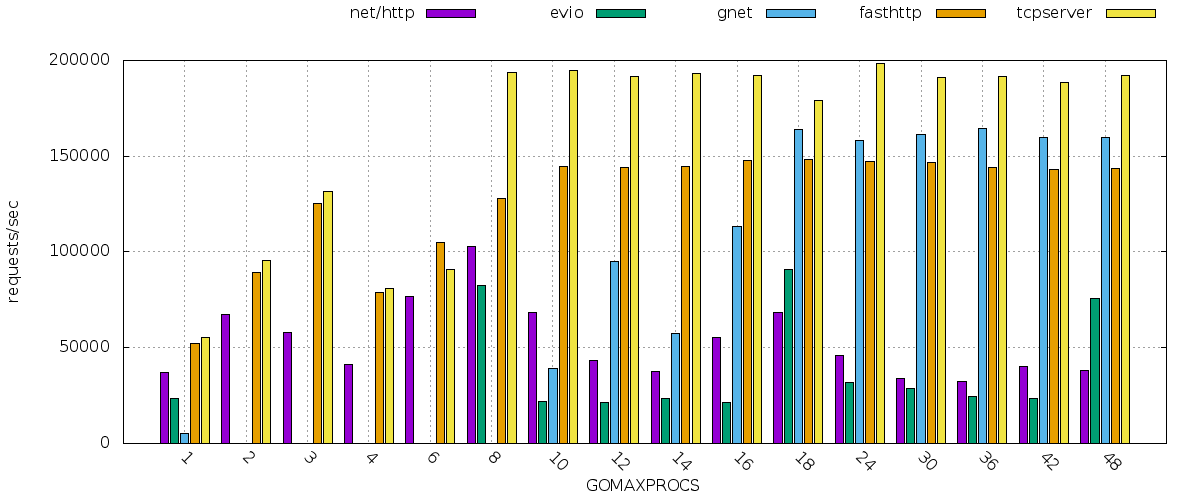 net/http evio gnet fasthttp tcpserver
200000
150000
100000
50000
0
requests/sec
1 2 3 4 6 8 10 12 14 16 18 24 30 36 42 48
GOMAXPROCS